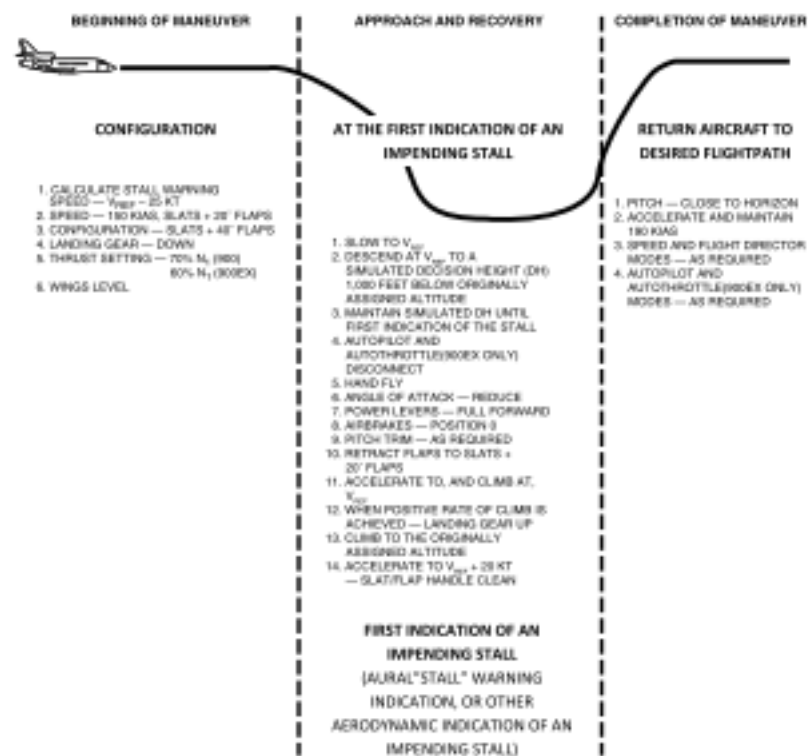 BEGINNING OF MANEUVER
CONFIGURATION
1. CALCULATE STALL WARNING
SPEED — VREF – 25 KT
2. SPEED — 190 KIAS, SLATS + 20° FLAPS
3. CONFIGURATION — SLATS + 40° FLAPS
4. LANDING GEAR — DOWN
5. THRUST SETTING — 70% N1 (900)
60% N1 (900EX)
6. WINGS LEVEL
APPROACH AND RECOVERY
AT THE FIRST INDICATION OF AN
IMPENDING STALL
1. SLOW TO VREF
2. DESCEND AT VREF TO A
SIMULATED DECISION HEIGHT (DH)
1,000 FEET BELOW ORIGINALLY
ASSIGNED ALTITUDE
3. MAINTAIN SIMULATED DH UNTIL
FIRST INDICATION OF THE STALL
4. AUTOPILOT AND
AUTOTHROTTLE(900EX ONLY)
DISCONNECT
5. HAND FLY
6. ANGLE OF ATTACK — REDUCE
7. POWER LEVERS — FULL FORWARD
8. AIRBRAKES — POSITION 0
9. PITCH TRIM — AS REQUIRED
10. RETRACT FLAPS TO SLATS +
20° FLAPS
11. ACCELERATE TO, AND CLIMB AT,
VREF
12. WHEN POSITIVE RATE OF CLIMB IS
ACHIEVED — LANDING GEAR UP
13. CLIMB TO THE ORIGINALLY
ASSIGNED ALTITUDE
14. ACCELERATE TO VREF + 20 KT
— SLAT/FLAP HANDLE CLEAN
FIRST INDICATION OF AN
IMPENDING STALL
(AURAL"STALL" WARNING
INDICATION, OR OTHER
AERODYNAMIC INDICATION OF AN
IMPENDING STALL)
COMPLETION OF MANEUVER
RETURN AIRCRAFT TO
DESIRED FLIGHTPATH
1. PITCH — CLOSE TO HORIZON
2. ACCELERATE AND MAINTAIN
190 KIAS
3. SPEED AND FLIGHT DIRECTOR
MODES — AS REQUIRED
4. AUTOPILOT AND
AUTOTHROTTLE(900EX ONLY)
MODES — AS REQUIRED